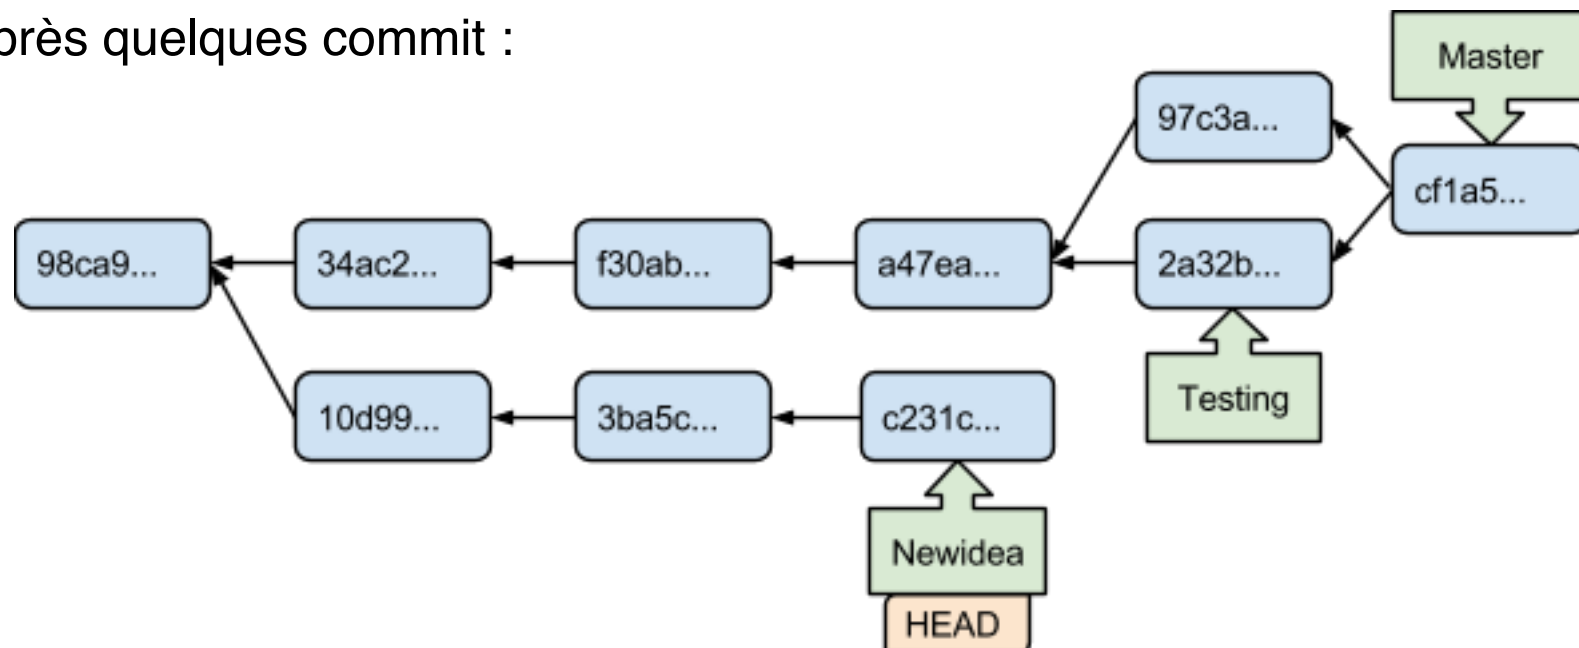 près quelques commit :
Master
97c3a...
cf1a5...
98ca9...
34ac2...
f30ab...
a47ea...
2a32b...
10d99...
3ba5c...
c231c...
Testing
Newidea
HEAD